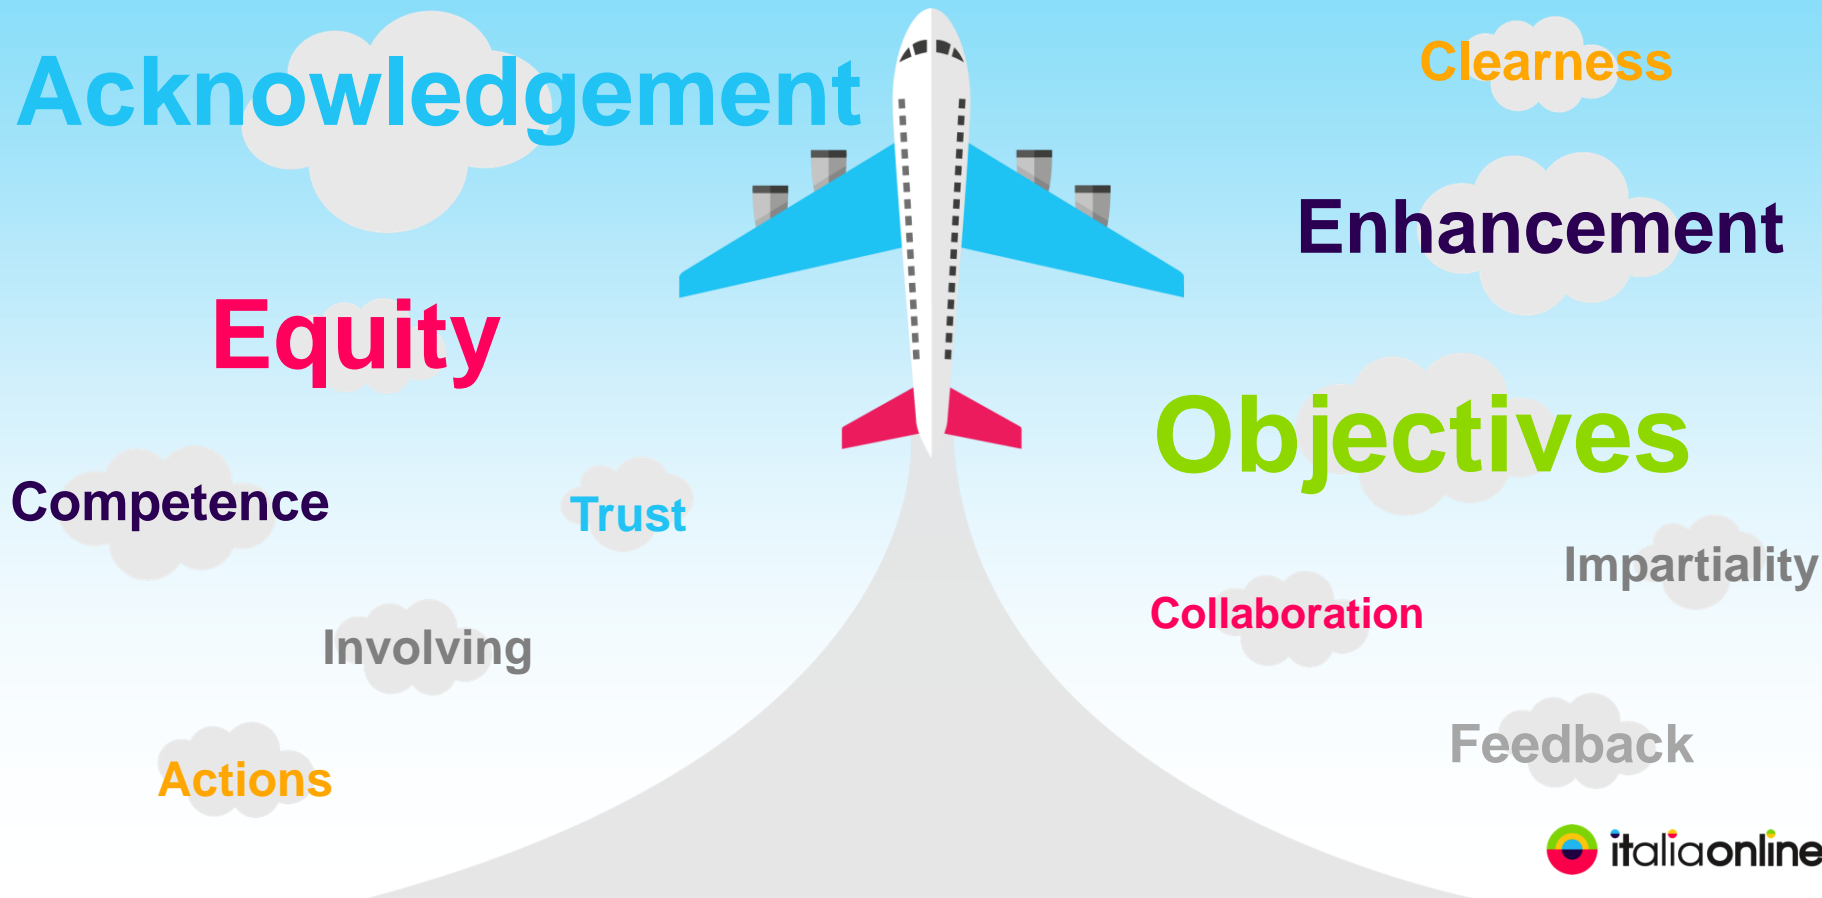 Acknowledgement
Clearness
Enhancement
Equity
Objectives
Competence
Trust
Impartiality
Collaboration
Involving
Feedback
Actions
italiaonline